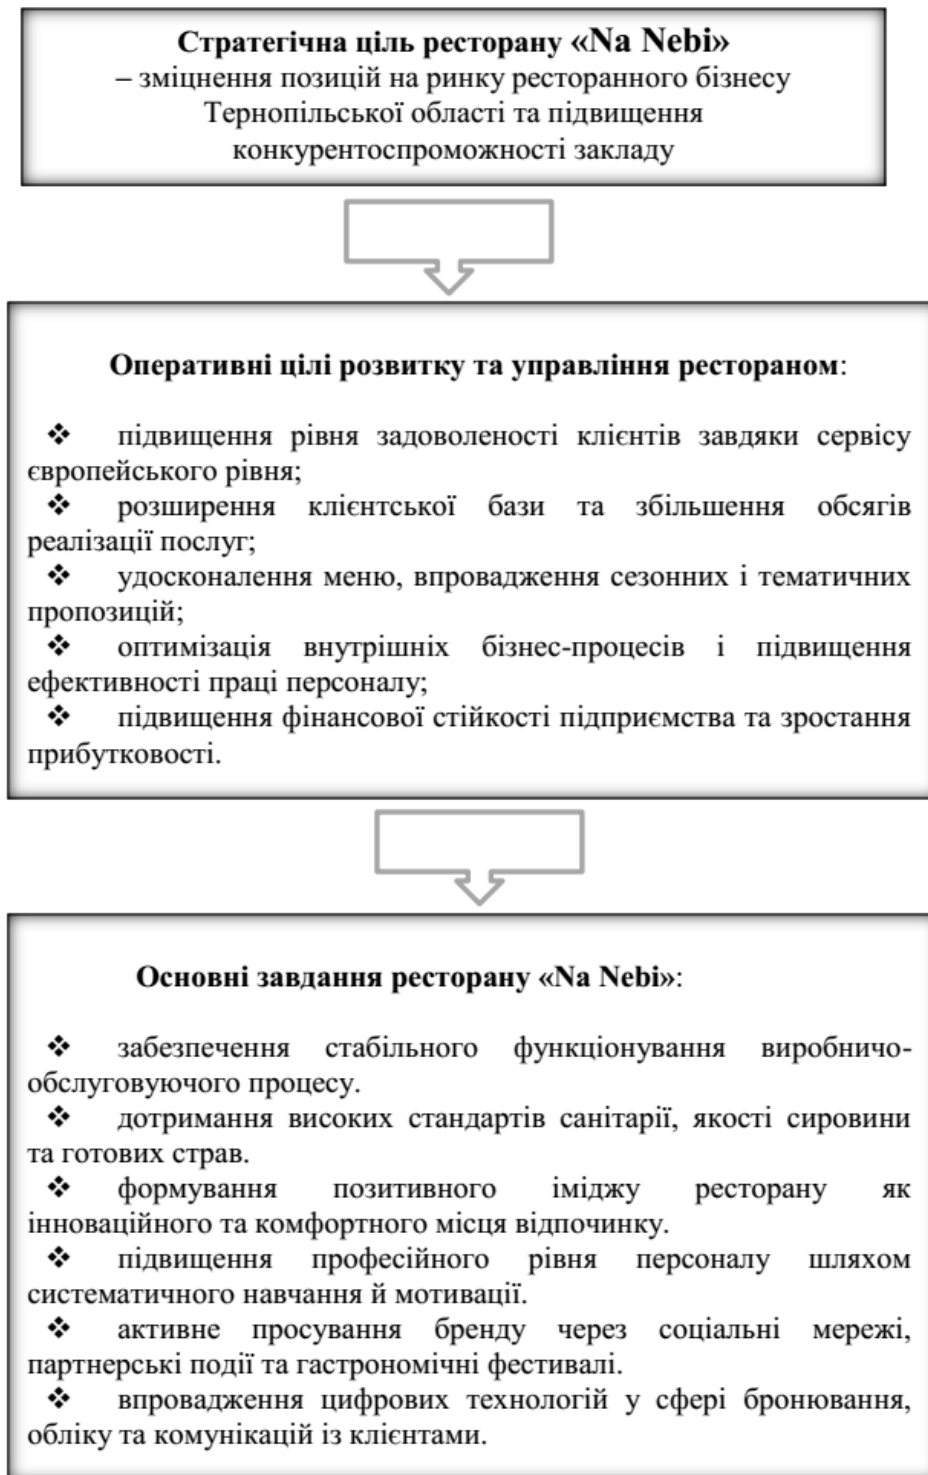 Стратегічна ціль ресторану «Na Nebi»
– зміцнення позицій на ринку ресторанного бізнесу
Тернопільської області та підвищення
конкурентоспроможності закладу
Оперативні цілі розвитку та управління рестораном:
❖ підвищення рівня задоволеності клієнтів завдяки сервісу
європейського рівня;
❖ розширення клієнтської бази та збільшення обсягів
реалізації послуг;
❖ удосконалення меню, впровадження сезонних і тематичних
пропозицій;
❖ оптимізація внутрішніх бізнес-процесів і підвищення
ефективності праці персоналу;
❖ підвищення фінансової стійкості підприємства та зростання
прибутковості.
Основні завдання ресторану «Na Nebi»:
❖ забезпечення стабільного функціонування виробничо-
обслуговуючого процесу.
❖ дотримання високих стандартів санітарії, якості сировини
та готових страв.
❖ формування позитивного іміджу ресторану як
інноваційного та комфортного місця відпочинку.
❖ підвищення професійного рівня персоналу шляхом
систематичного навчання й мотивації.
❖ активне просування бренду через соціальні мережі,
партнерські події та гастрономічні фестивалі.
❖ впровадження цифрових технологій у сфері бронювання,
обліку та комунікацій із клієнтами.